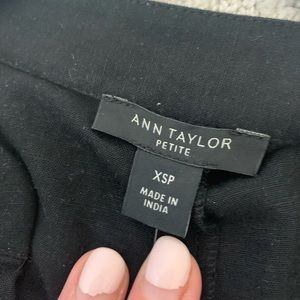 ANN TAYLOR
PETITE
XSP
MADE IN
INDIA